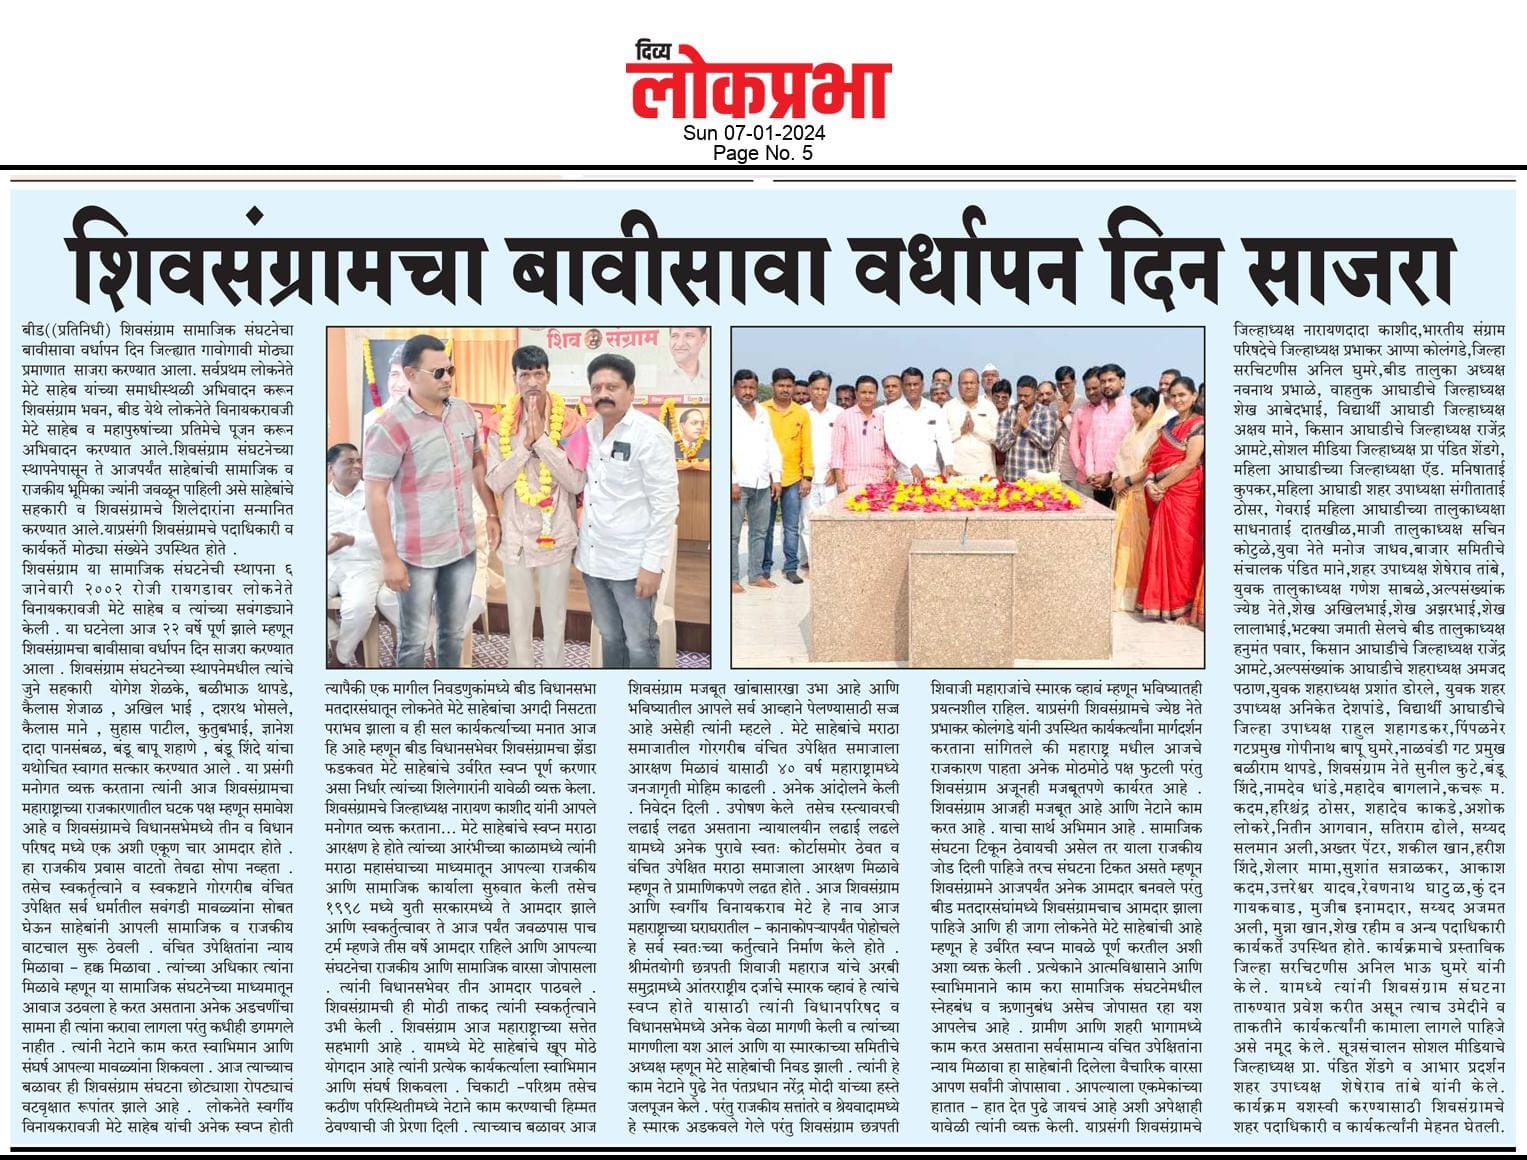 दिव्य
लोकप्रभा
Sun 07-01-2024
Page No. 5
शिवसंग्रामचा बावीसावा वर्धापन दिन साजरा
बीड((प्रतिनिधी) शिवसंग्राम सामाजिक संघटनेचा
बावीसावा वर्धापन दिन जिल्ह्यात गावोगावी मोठ्या
प्रमाणात साजरा करण्यात आला. सर्वप्रथम लोकनेते
मेटे साहेब यांच्या समाधीस्थळी अभिवादन करून
शिवसंग्राम भवन, बीड येथे लोकनेते विनायकरावजी
मेटे साहेब व महापुरुषांच्या प्रतिमेचे पूजन करून
अभिवादन करण्यात आले.शिवसंग्राम संघटनेच्या
स्थापनेपासून ते आजपर्यंत साहेबांची सामाजिक व
राजकीय भूमिका ज्यांनी जवळून पाहिली असे साहेबांचे
सहकारी व शिवसंग्रामचे शिलेदारांना सन्मानित
करण्यात आले.याप्रसंगी शिवसंग्रामचे पदाधिकारी व
कार्यकर्ते मोठ्या संख्येने उपस्थित होते .
शिवसंग्राम या सामाजिक संघटनेची स्थापना ६
जानेवारी २००२ रोजी रायगडावर लोकनेते
विनायकरावजी मेटे साहेब व त्यांच्या सवंगड्याने
केली . या घटनेला आज २२ वर्षे पूर्ण झाले म्हणून
शिवसंग्रामचा बावीसावा वर्धापन दिन साजरा करण्यात
आला . शिवसंग्राम संघटनेच्या स्थापनेमधील त्यांचे
जुने सहकारी योगेश शेळके, बळीभाऊ थापडे,
कैलास शेजाळ , अखिल भाई , दशरथ भोसले,
कैलास माने , सुहास पाटील, कुतुबभाई, ज्ञानेश
दादा पानसंबळ, बंडू बापू शहाणे , बंडू शिंदे यांचा
यथोचित स्वागत सत्कार करण्यात आले . या प्रसंगी
मनोगत व्यक्त करताना त्यांनी आज शिवसंग्रामचा
महाराष्ट्राच्या राजकारणातील घटक पक्ष म्हणून समावेश
आहे व शिवसंग्रामचे विधानसभेमध्ये तीन व विधान
परिषद मध्ये एक अशी एकूण चार आमदार होते .
हा राजकीय प्रवास वाटतो तेवढा सोपा नव्हता .
तसेच स्वकर्तृत्वाने व स्वकष्टाने गोरगरीब वंचित
उपेक्षित सर्व धर्मातील सवंगडी मावळ्यांना सोबत
घेऊन साहेबांनी आपली सामाजिक व राजकीय
वाटचाल सुरू ठेवली . वंचित उपेक्षितांना न्याय
मिळावा - हक्क मिळावा . त्यांच्या अधिकार त्यांना
मिळावे म्हणून या सामाजिक संघटनेच्या माध्यमातून
आवाज उठवला हे करत असताना अनेक अडचणींचा
सामना ही त्यांना करावा लागला परंतु कधीही डगमगले
नाहीत . त्यांनी नेटाने काम करत स्वाभिमान आणि
संघर्ष आपल्या मावळ्यांना शिकवला . आज त्याच्याच
बळावर ही शिवसंग्राम संघटना छोट्याशा रोपट्याचं
वटवृक्षात रूपांतर झाले आहे . लोकनेते स्वर्गीय
विनायकरावजी मेटे साहेब यांची अनेक स्वप्न होती
शिव संग्राम
त्यापैकी एक मागील निवडणुकांमध्ये बीड विधानसभा
मतदारसंघातून लोकनेते मेटे साहेबांचा अगदी निसटता
पराभव झाला व ही सल कार्यकर्त्याच्या मनात आज
हि आहे म्हणून बीड विधानसभेवर शिवसंग्रामचा झेंडा
फडकवत मेटे साहेबांचे उर्वरित स्वप्न पूर्ण करणार
असा निर्धार त्यांच्या शिलेगारांनी यावेळी व्यक्त केला.
शिवसंग्रामचे जिल्हाध्यक्ष नारायण काशीद यांनी आपले
मनोगत व्यक्त करताना... मेटे साहेबांचे स्वप्न मराठा
आरक्षण हे होते त्यांच्या आरंभीच्या काळामध्ये त्यांनी
मराठा महासंघाच्या माध्यमातून आपल्या राजकीय
आणि सामाजिक कार्याला सुरुवात केली तसेच
१९९८ मध्ये युती सरकारमध्ये ते आमदार झाले
आणि स्वकर्तुत्वावर ते आज पर्यंत जवळपास पाच
टर्म म्हणजे तीस वर्षे आमदार राहिले आणि आपल्या
संघटनेचा राजकीय आणि सामाजिक वारसा जोपासला
. त्यांनी विधानसभेवर तीन आमदार पाठवले .
शिवसंग्रामची ही मोठी ताकद त्यांनी स्वकर्तृत्वाने
उभी केली . शिवसंग्राम आज महाराष्ट्राच्या सत्तेत
सहभागी आहे . यामध्ये मेटे साहेबांचे खूप मोठे
योगदान आहे त्यांनी प्रत्येक कार्यकर्त्याला स्वाभिमान
आणि संघर्ष शिकवला . चिकाटी -परिश्रम तसेच
कठीण परिस्थितीमध्ये नेटाने काम करण्याची हिम्मत
ठेवण्याची जी प्रेरणा दिली . त्याच्याच बळावर आज
शिवसंग्राम मजबूत खांबासारखा उभा आहे आणि
भविष्यातील आपले सर्व आव्हाने पेलण्यासाठी सज्ज
आहे असेही त्यांनी म्हटले . मेटे साहेबांचे मराठा
समाजातील गोरगरीब वंचित उपेक्षित समाजाला
आरक्षण मिळावं यासाठी ४० वर्ष महाराष्ट्रामध्ये
जनजागृती मोहिम काढली . अनेक आंदोलने केली
. निवेदन दिली . उपोषण केले तसेच रस्त्यावरची
लढाई लढत असताना न्यायालयीन लढाई लढले
यामध्ये अनेक पुरावे स्वतः कोर्टासमोर ठेवत व
वंचित उपेक्षित मराठा समाजाला आरक्षण मिळावे
म्हणून ते प्रामाणिकपणे लढत होते . आज शिवसंग्राम
आणि स्वर्गीय विनायकराव मेटे हे नाव आज
महाराष्ट्राच्या घराघरातील - कानाकोपऱ्यापर्यंत पोहोचले
हे सर्व स्वतःच्या कर्तुत्वाने निर्माण केले होते .
श्रीमंतयोगी छत्रपती शिवाजी महाराज यांचे अरबी
समुद्रामध्ये आंतरराष्ट्रीय दर्जाचे स्मारक व्हावं हे त्यांचे
स्वप्न होते यासाठी त्यांनी विधानपरिषद व
विधानसभेमध्ये अनेक वेळा मागणी केली व त्यांच्या
मागणीला यश आलं आणि या स्मारकाच्या समितीचे
अध्यक्ष म्हणून मेटे साहेबांची निवड झाली . त्यांनी हे
काम नेटाने पुढे नेत पंतप्रधान नरेंद्र मोदी यांच्या हस्ते
जलपूजन केले . परंतु राजकीय सत्तांतरे व श्रेयवादामध्ये
हे स्मारक अडकवले गेले परंतु शिवसंग्राम छत्रपती
शिवाजी महाराजांचे स्मारक व्हावं म्हणून भविष्यातही
प्रयत्नशील राहिल. याप्रसंगी शिवसंग्रामचे ज्येष्ठ नेते
प्रभाकर कोलंगडे यांनी उपस्थित कार्यकर्त्यांना मार्गदर्शन
करताना सांगितले की महाराष्ट्र मधील आजचे
राजकारण पाहता अनेक मोठमोठे पक्ष फुटली परंतु
शिवसंग्राम अजूनही मजबूतपणे कार्यरत आहे .
शिवसंग्राम आजही मजबूत आहे आणि नेटाने काम
करत आहे . याचा सार्थ अभिमान आहे . सामाजिक
संघटना टिकून ठेवायची असेल तर याला राजकीय
जोड दिली पाहिजे तरच संघटना टिकत असते म्हणून
शिवसंग्रामने आजपर्यंत अनेक आमदार बनवले परंतु
बीड मतदारसंघांमध्ये शिवसंग्रामचाच आमदार झाला
पाहिजे आणि ही जागा लोकनेते मेटे साहेबांची आहे
म्हणून हे उर्वरित स्वप्न मावळे पूर्ण करतील अशी
अशा व्यक्त केली . प्रत्येकाने आत्मविश्वासाने आणि
स्वाभिमानाने काम करा सामाजिक संघटनेमधील
स्नेहबंध व ऋणानुबंध असेच जोपासत रहा यश
आपलेच आहे . ग्रामीण आणि शहरी भागामध्ये
काम करत असताना सर्वसामान्य वंचित उपेक्षितांना
न्याय मिळावा हा साहेबांनी दिलेला वैचारिक वारसा
आपण सर्वांनी जोपासावा . आपल्याला एकमेकांच्या
हातात - हात देत पुढे जायचं आहे अशी अपेक्षाही
यावेळी त्यांनी व्यक्त केली. याप्रसंगी शिवसंग्रामचे
जिल्हाध्यक्ष नारायणदादा काशीद,भारतीय संग्राम
परिषदेचे जिल्हाध्यक्ष प्रभाकर आप्पा कोलंगडे,जिल्हा
सरचिटणीस अनिल घुमरे,बीड तालुका अध्यक्ष
नवनाथ प्रभाळे, वाहतुक आघाडीचे जिल्हाध्यक्ष
शेख आबेदभाई, विद्यार्थी आघाडी जिल्हाध्यक्ष
अक्षय माने, किसान आघाडीचे जिल्हाध्यक्ष राजेंद्र
आमटे,सोशल मीडिया जिल्हाध्यक्ष प्रा पंडित शेंडगे,
महिला आघाडीच्या जिल्हाध्यक्षा ऍड. मनिषाताई
कुपकर,महिला आघाडी शहर उपाध्यक्षा संगीताताई
ठोसर, गेवराई महिला आघाडीच्या तालुकाध्यक्षा
साधनाताई दातखीळ,माजी तालुकाध्यक्ष सचिन
कोटुळे,युवा नेते मनोज जाधव,बाजार समितीचे
संचालक पंडित माने,शहर उपाध्यक्ष शेषेराव तांबे,
युवक तालुकाध्यक्ष गणेश साबळे,अल्पसंख्यांक
ज्येष्ठ नेते,शेख अखिलभाई,शेख अझरभाई,शेख
लालाभाई,भटक्या जमाती सेलचे बीड तालुकाध्यक्ष
हनुमंत पवार, किसान आघाडीचे जिल्हाध्यक्ष राजेंद्र
आमटे,अल्पसंख्यांक आघाडीचे शहराध्यक्ष अमजद
पठाण,युवक शहराध्यक्ष प्रशांत डोरले, युवक शहर
उपाध्यक्ष अनिकेत देशपांडे, विद्यार्थी आघाडीचे
जिल्हा उपाध्यक्ष राहुल शहागडकर,पिंपळनेर
गटप्रमुख गोपीनाथ बापू घुमरे,नाळवंडी गट प्रमुख
बळीराम थापडे, शिवसंग्राम नेते सुनील कुटे,बंडू
शिंदे,नामदेव धांडे,महादेव बागलाने,कचरू म.
कदम,हरिश्चंद्र ठोसर, शहादेव काकडे,अशोक
लोकरे,नितीन आगवान, सतिराम ढोले, सय्यद
सलमान अली,अख्तर पेंटर, शकील खान,हरीश
शिंदे,शेलार मामा,सुशांत सत्राळकर, आकाश
कदम,उत्तरेश्वर यादव,रेवणनाथ घाटुळ,कुंदन
गायकवाड, मुजीब इनामदार, सय्यद अजमत
अली, मुन्ना खान,शेख रहीम व अन्य पदाधिकारी
कार्यकर्ते उपस्थित होते. कार्यक्रमाचे प्रस्ताविक
जिल्हा सरचिटणीस अनिल भाऊ घुमरे यांनी
केले. यामध्ये त्यांनी शिवसंग्राम संघटना
तारुण्यात प्रवेश करीत असून त्याच उमेदीने व
ताकतीने कार्यकर्त्यांनी कामाला लागले पाहिजे
असे नमूद केले. सूत्रसंचालन सोशल मीडियाचे
जिल्हाध्यक्ष प्रा. पंडित शेंडगे व आभार प्रदर्शन
शहर उपाध्यक्ष शेषेराव तांबे यांनी केले.
कार्यक्रम यशस्वी करण्यासाठी शिवसंग्रामचे
शहर पदाधिकारी व कार्यकर्त्यांनी मेहनत घेतली.